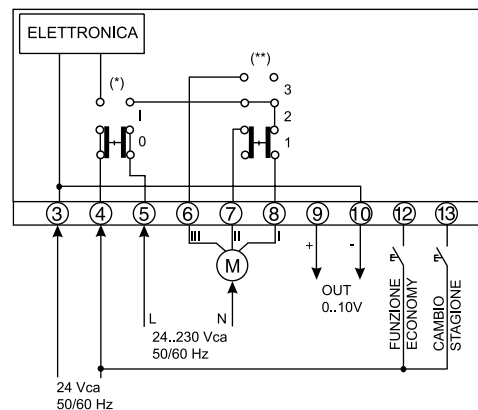 ELETTRONICA
(*)
(**)
3
I
2
0
1
3 4 5 6 7 8 9 10 12 13
III II I
+ -
M
OUT
0..10V
L N
24..230 Vca
50/60 Hz
FUNZIONE
ECONOMY
CAMBIO
STAGIONE
24 Vca
50/60 Hz